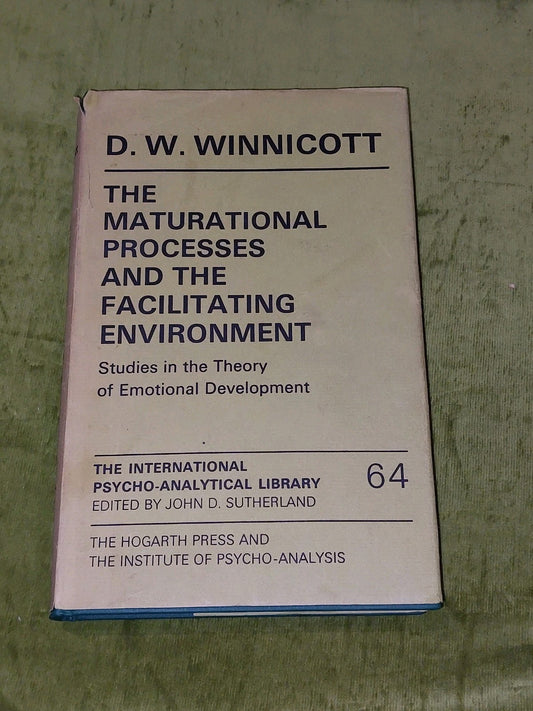 D. W. WINNICOTT
THE
MATURATIONAL
PROCESSES
AND THE
FACILITATING
ENVIRONMENT
Studies in the Theory
of Emotional Development
THE INTERNATIONAL
PSYCHO-ANALYTICAL LIBRARY 64
EDITED BY JOHN D. SUTHERLAND
THE HOGARTH PRESS AND
THE INSTITUTE OF PSYCHO-ANALYSIS